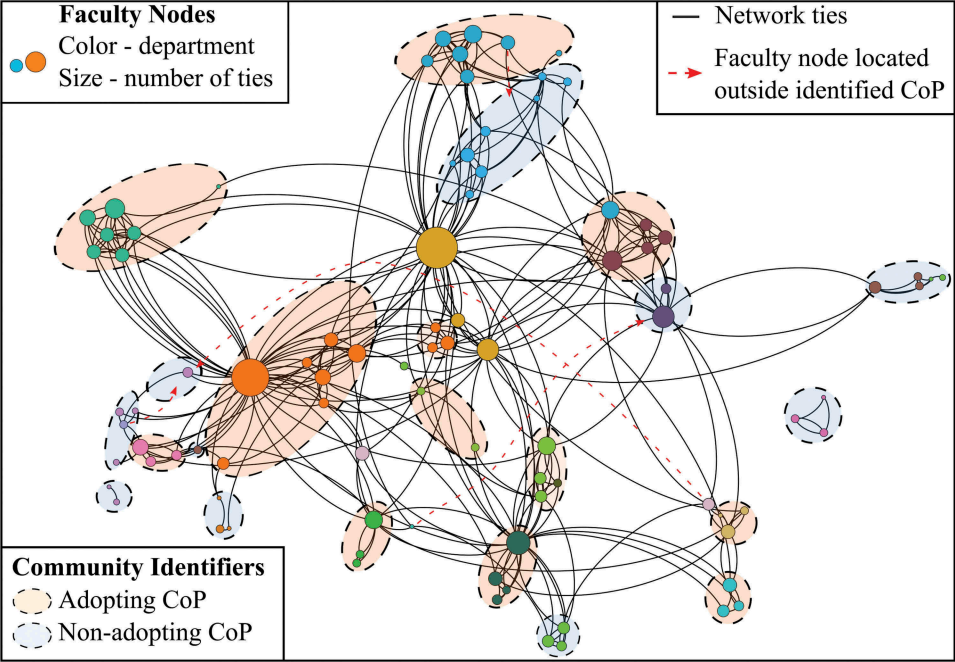 Faculty Nodes
Color - department
Size - number of ties
Network ties
Faculty node located
outside identified CoP
Community Identifiers
Adopting CoP
Non-adopting CoP